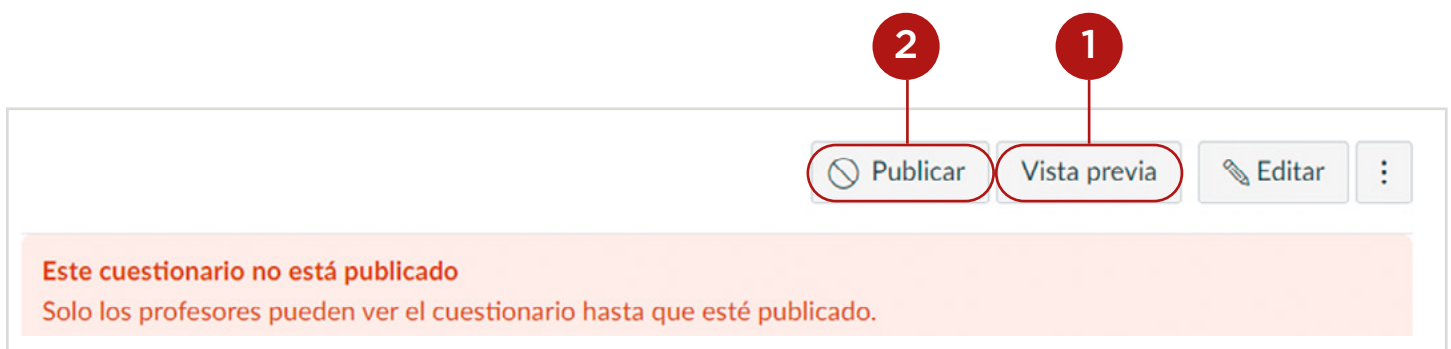 2 1
Publicar Vista previa Editar
Este cuestionario no está publicado
Solo los profesores pueden ver el cuestionario hasta que esté publicado.